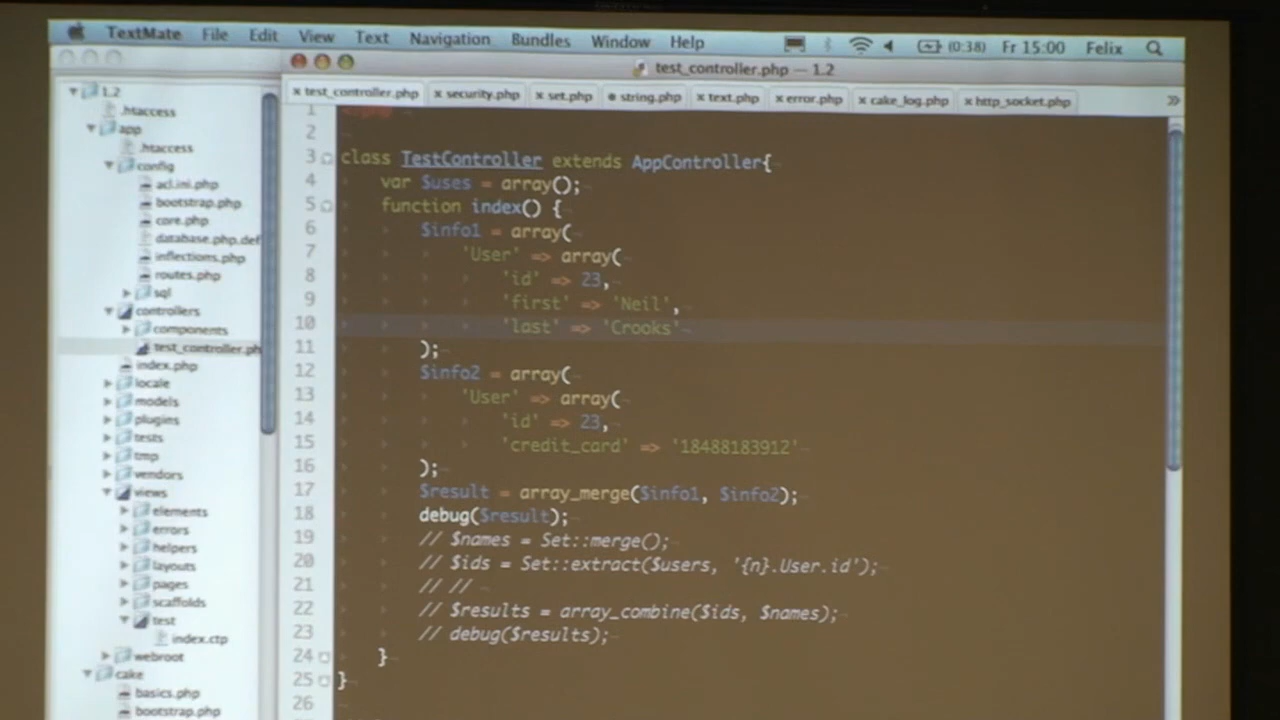 TextMate File Edit View Text Navigation Bundles Window Help (0:38) Fr 15:00 Felix
test_controller.php — 1.2
test_controller.php security.php set.php string.php text.php error.php cake_log.php http_socket.php
1.2
.htaccess
app
.htaccess
config
acl.ini.php
bootstrap.php
core.php
database.php.def
inflections.php
routes.php
sql
controllers
components
test_controller.ph
index.php
locale
models
plugins
tests
tmp
vendors
views
elements
errors
helpers
layouts
pages
scaffolds
test
index.ctp
webroot
cake
basics.php
bootstrap.php
1
2
3 class TestController extends AppController{
4 var $uses = array();
5 function index() {
6 $info1 = array(
7 'User' => array(
8 'id' => 23,
9 'first' => 'Neil',
10 'last' => 'Crooks'
11 );
12 $info2 = array(
13 'User' => array(
14 'id' => 23,
15 'credit_card' => '18488183912'
16 );
17 $result = array_merge($info1, $info2);
18 debug($result);
19 // $names = Set::merge();
20 // $ids = Set::extract($users, '{n}.User.id');
21 // //
22 // $results = array_combine($ids, $names);
23 // debug($results);
24 }
25 }
26